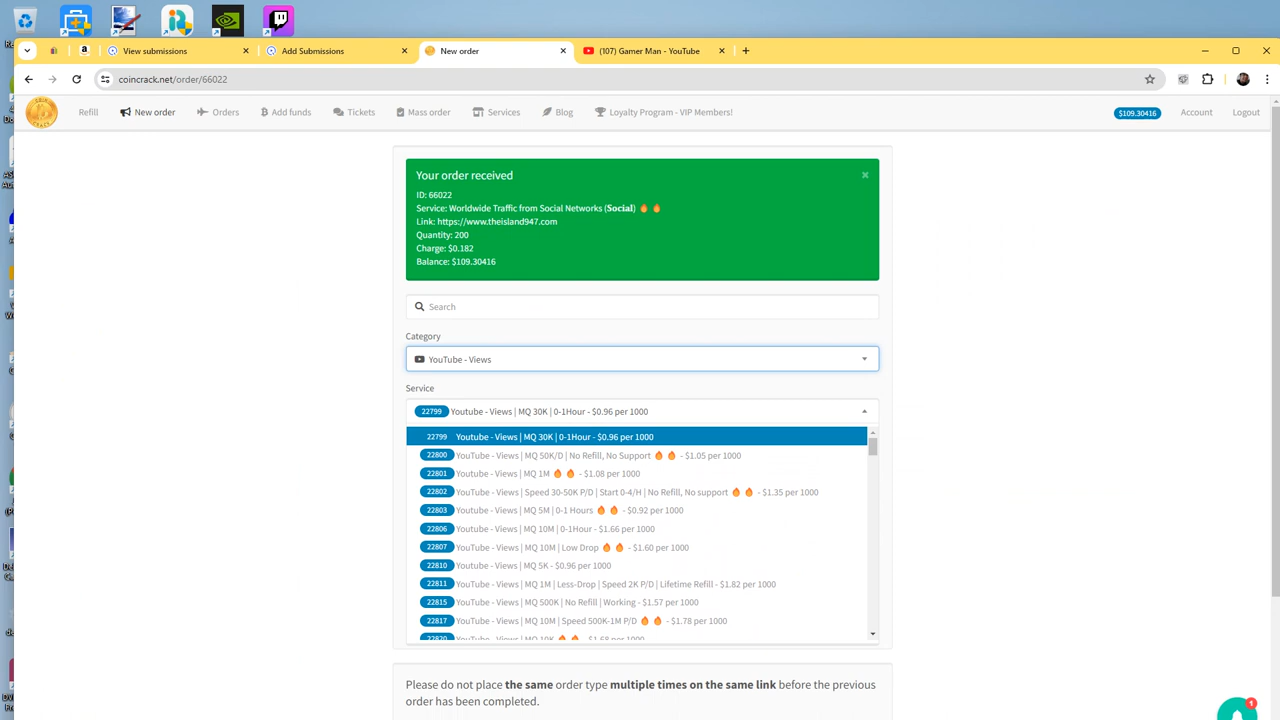 View submissions
Add Submissions
New order
(107) Gamer Man - YouTube
coincrack.net/order/66022
Refill
New order
Orders
Add funds
Tickets
Mass order
Services
Blog
Loyalty Program - VIP Members!
$109.30416
Account
Logout
Your order received
ID: 66022
Service: Worldwide Traffic from Social Networks (Social) 🔥 🔥
Link: https://www.theisland947.com
Quantity: 200
Charge: $0.182
Balance: $109.30416
Search
Category
YouTube - Views
Service
22799 Youtube - Views | MQ 30K | 0-1Hour - $0.96 per 1000
22799 Youtube - Views | MQ 30K | 0-1Hour - $0.96 per 1000
22800 YouTube - Views | MQ 50K/D | No Refill, No Support 🔥 🔥 - $1.05 per 1000
22801 YouTube - Views | MQ 1M 🔥 🔥 - $1.08 per 1000
22802 YouTube - Views | Speed 30-50K P/D | Start 0-4/H | No Refill, No support 🔥 🔥 - $1.35 per 1000
22803 YouTube - Views | MQ 5M | 0-1 Hours 🔥 🔥 - $0.92 per 1000
22806 Youtube - Views | MQ 10M | 0-1Hour - $1.66 per 1000
22807 YouTube - Views | MQ 10M | Low Drop 🔥 🔥 - $1.60 per 1000
22810 Youtube - Views | MQ 5K - $0.96 per 1000
22811 YouTube - Views | MQ 1M | Less-Drop | Speed 2K P/D | Lifetime Refill - $1.82 per 1000
22815 YouTube - Views | MQ 500K | No Refill | Working - $1.57 per 1000
22817 YouTube - Views | MQ 10M | Speed 500K-1M P/D 🔥 🔥 - $1.78 per 1000
22820 YouTube - Views | MQ 10K 🔥 🔥 - $1.68 per 1000
Please do not place the same order type multiple times on the same link before the previous
order has been completed.
1